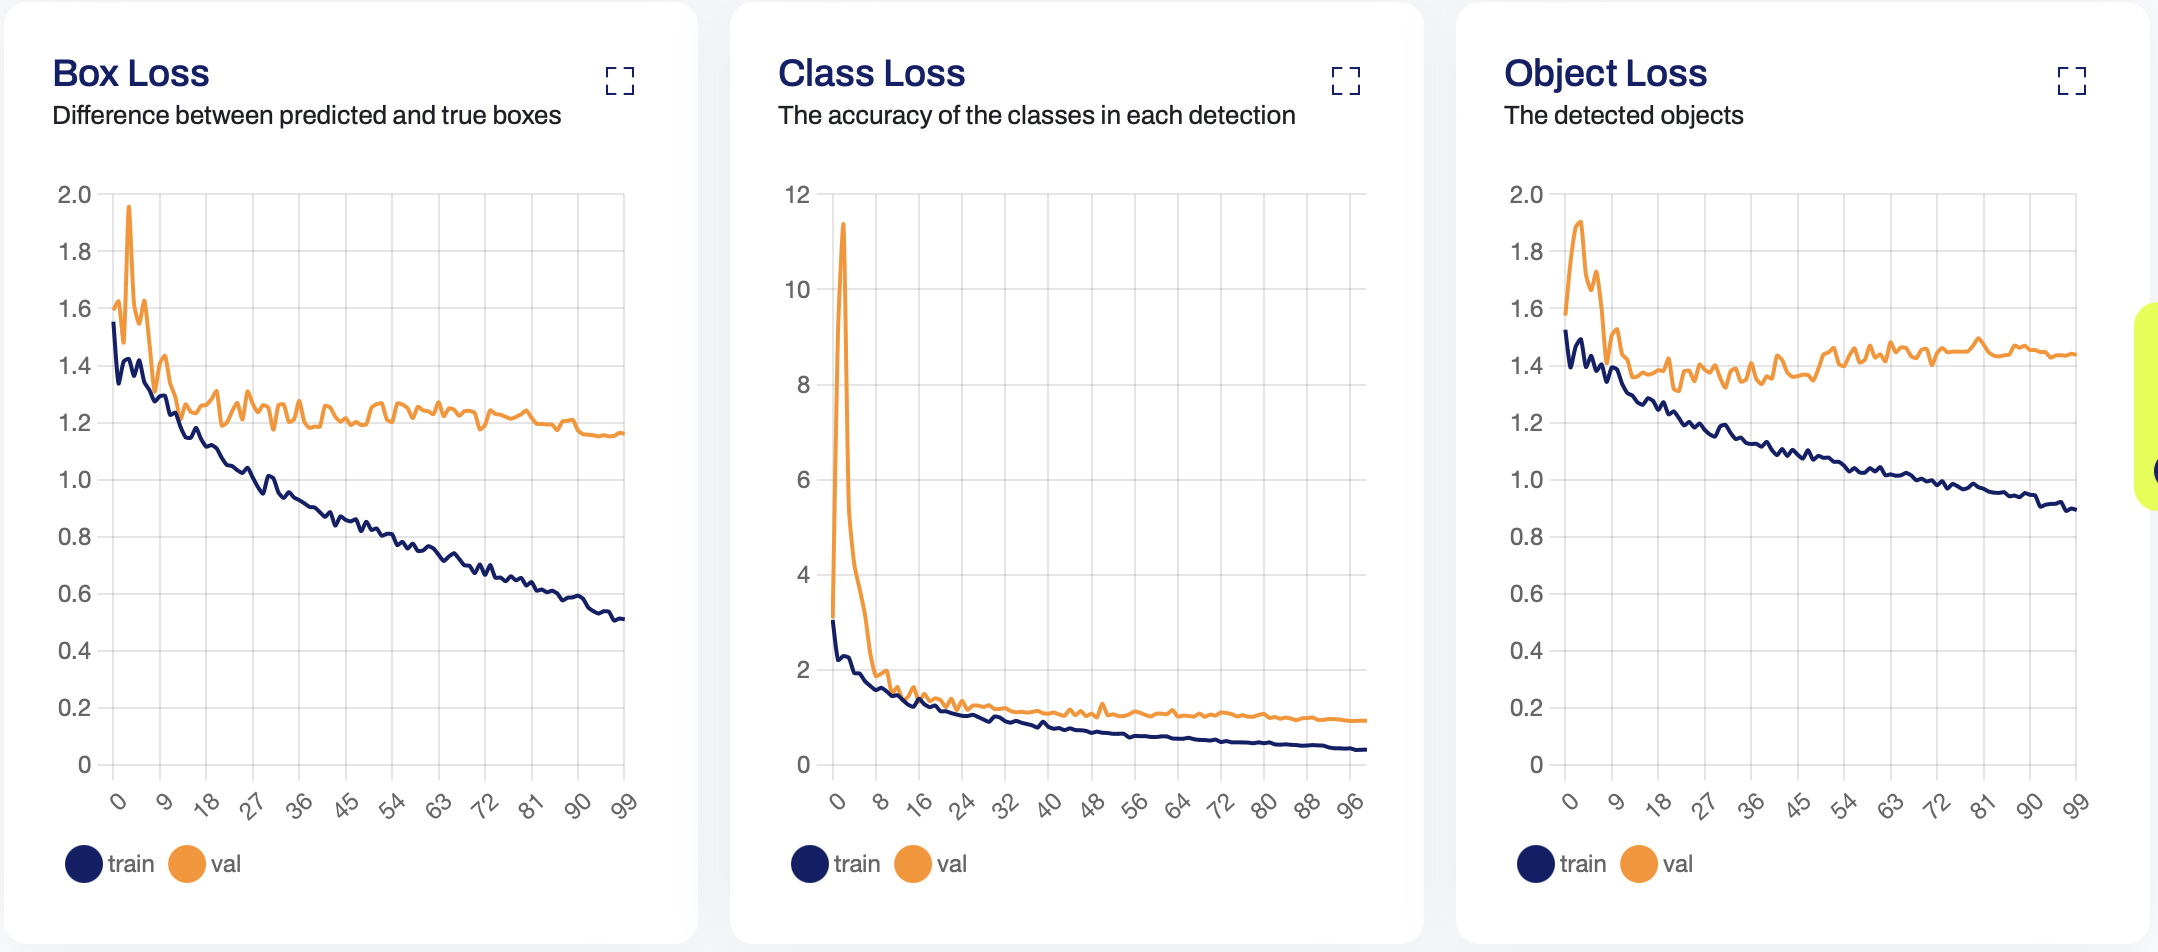 Box Loss
Difference between predicted and true boxes
2.0
1.8
1.6
1.4
1.2
1.0
0.8
0.6
0.4
0.2
0
0 9 18 27 36 45 54 63 72 81 90 99
train val
Class Loss
The accuracy of the classes in each detection
12
10
8
6
4
2
0
0 8 16 24 32 40 48 56 64 72 80 88 96
train val
Object Loss
The detected objects
2.0
1.8
1.6
1.4
1.2
1.0
0.8
0.6
0.4
0.2
0
0 9 18 27 36 45 54 63 72 81 90 99
train val